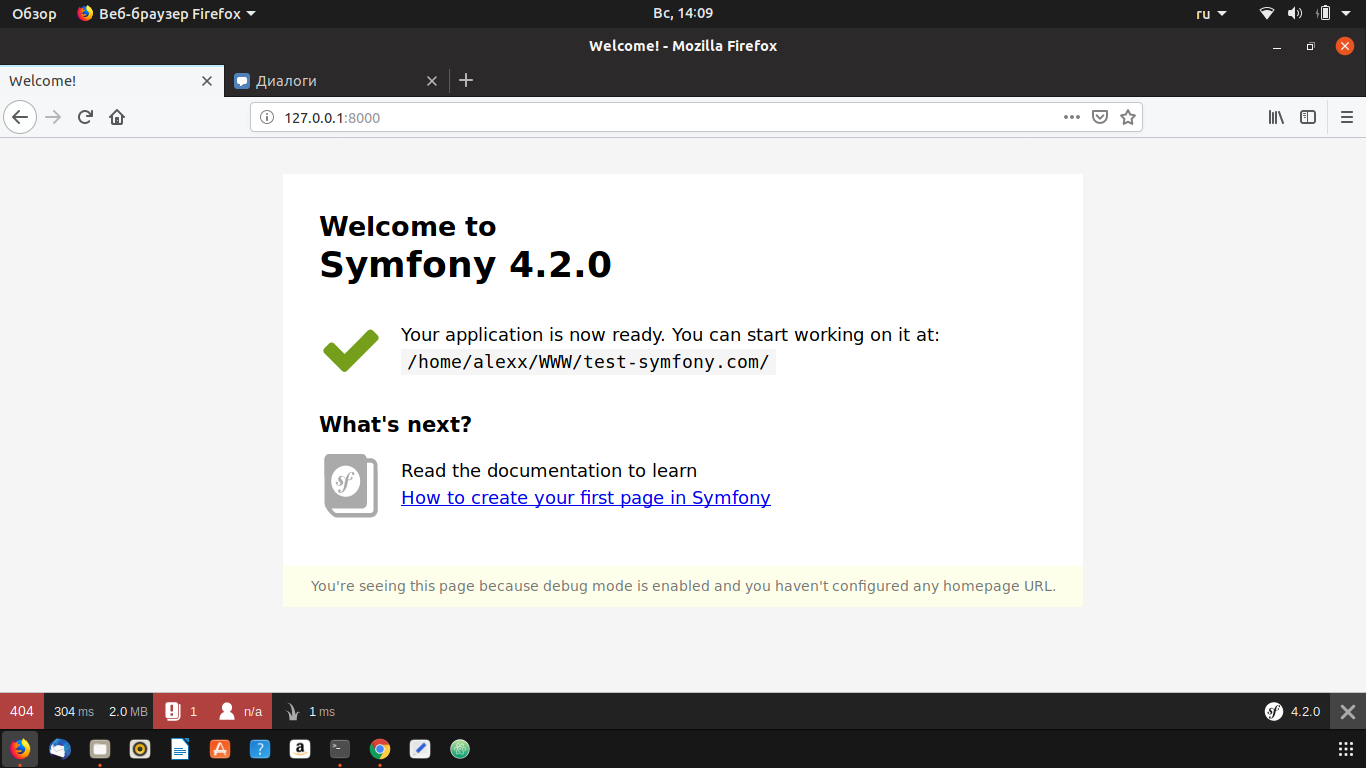 Обзор Веб-браузер Firefox Вс, 14:09 ru
Welcome! - Mozilla Firefox
Welcome! Диалоги
127.0.0.1:8000
Welcome to
Symfony 4.2.0
Your application is now ready. You can start working on it at:
/home/alexx/WWW/test-symfony.com/
What's next?
sf
Read the documentation to learn
How to create your first page in Symfony
You're seeing this page because debug mode is enabled and you haven't configured any homepage URL.
404 304 ms 2.0 MB 1 n/a 1 ms sf 4.2.0